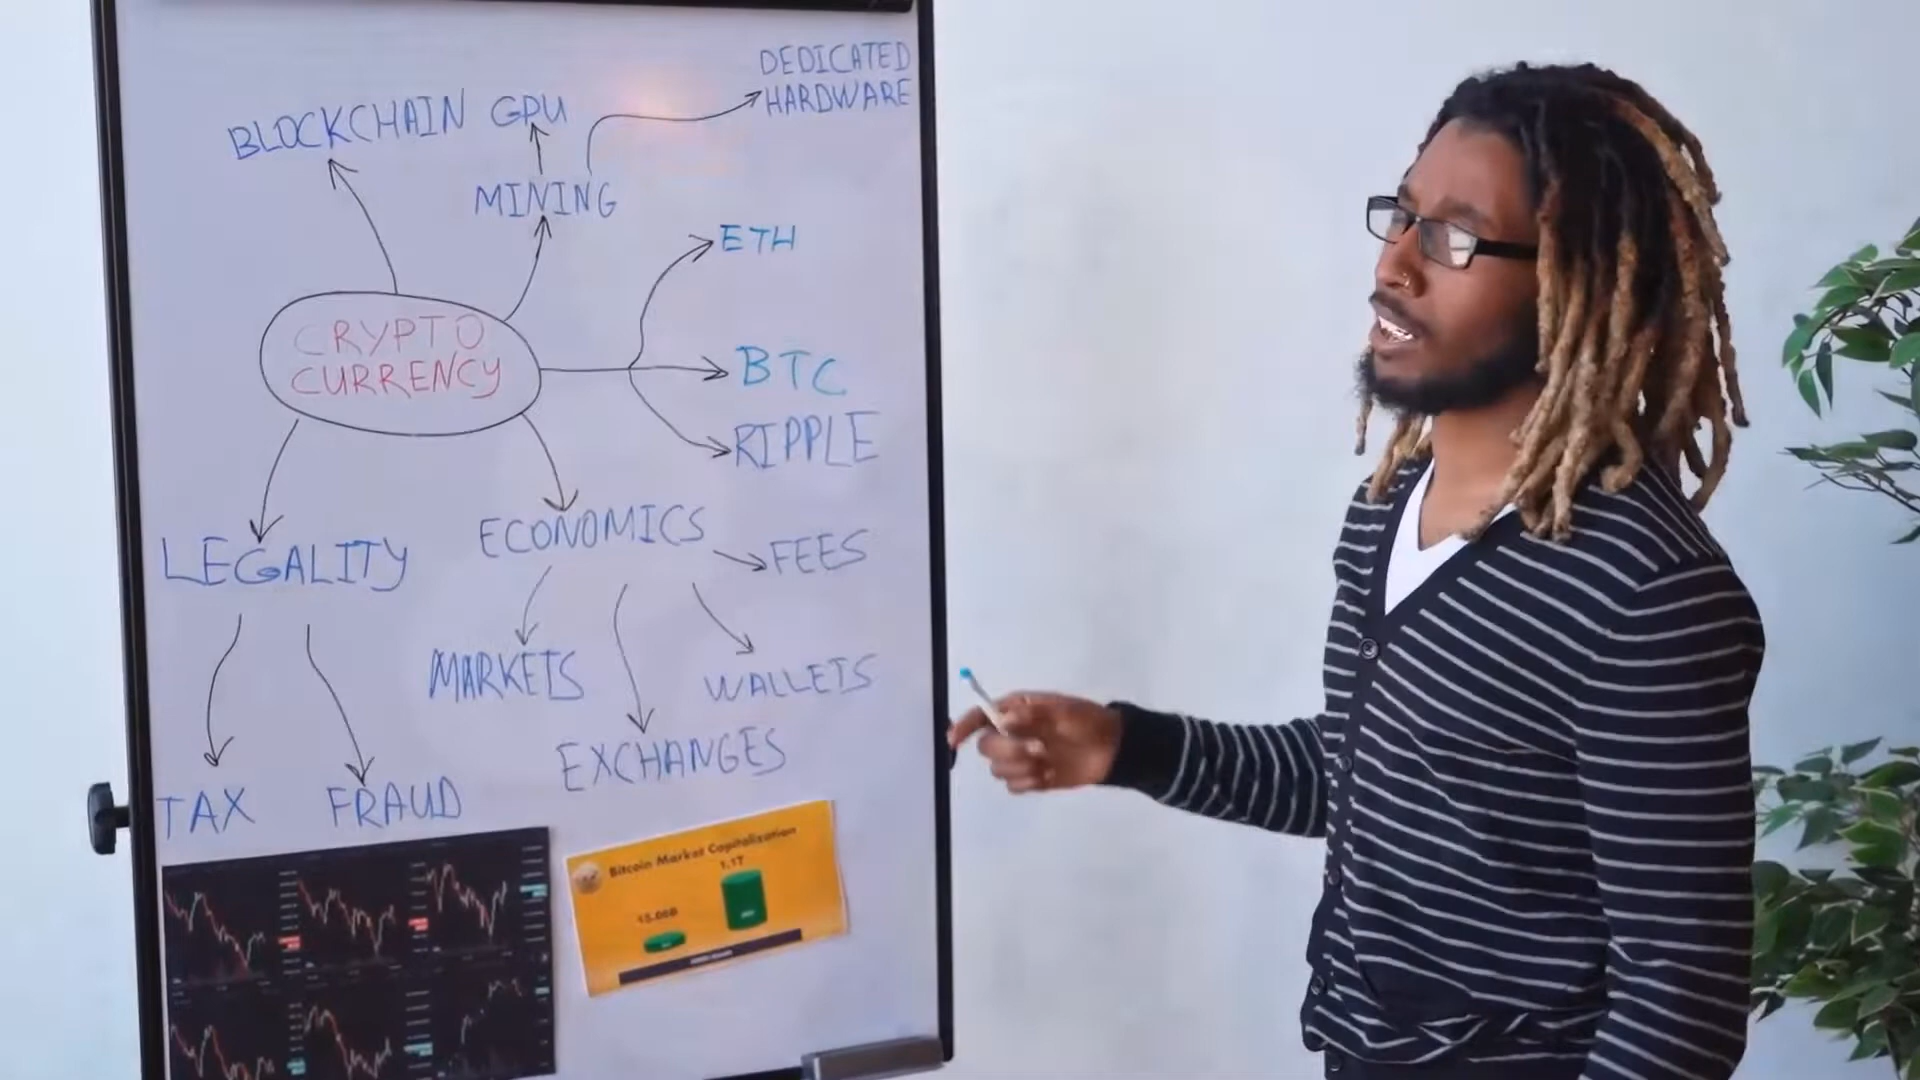 DEDICATED
HARDWARE
BLOCKCHAIN
GPU
MINING
ETH
CRYPTO
CURRENCY
BTC
RIPPLE
LEGALITY
ECONOMICS
FEES
MARKETS
WALLETS
EXCHANGES
TAX
FRAUD
Bitcoin Market Capitalization
1.1T